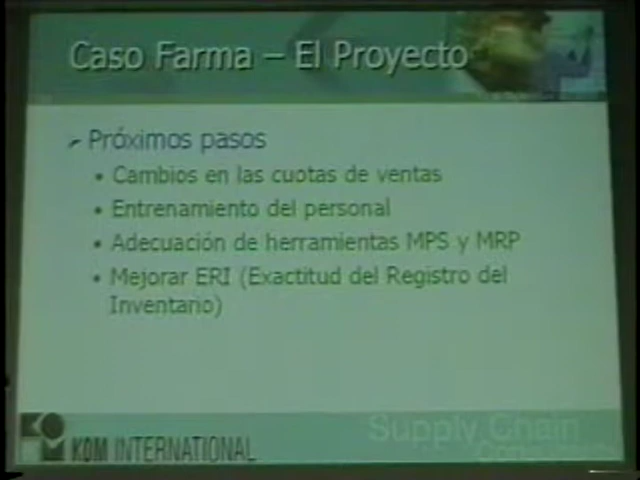 Caso Farma – El Proyecto
➢ Próximos pasos
• Cambios en las cuotas de ventas
• Entrenamiento del personal
• Adecuación de herramientas MPS y MRP
• Mejorar ERI (Exactitud del Registro del
Inventario)
KOM INTERNATIONAL
Supply Chain